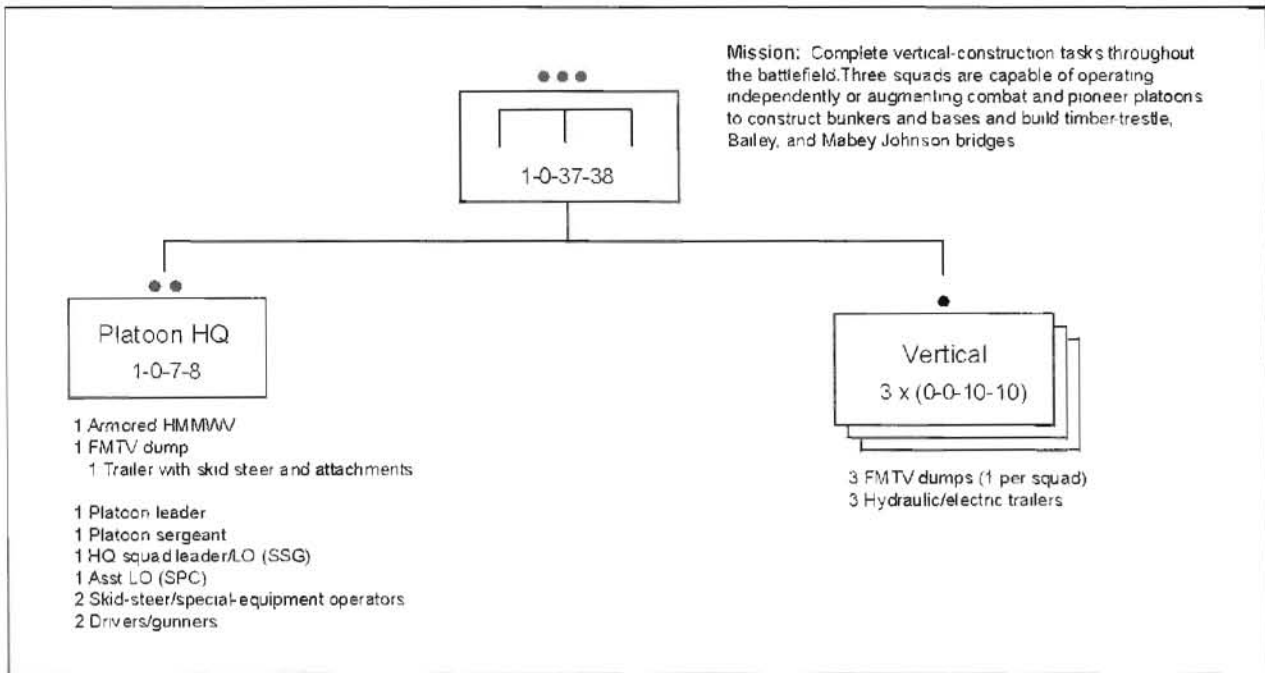 Mission: Complete vertical-construction tasks throughout
the battlefield.Three squads are capable of operating
independently or augmenting combat and pioneer platoons
to construct bunkers and bases and build timber-trestle,
Bailey, and Mabey Johnson bridges
1-0-37-38
Platoon HQ
1-0-7-8
1 Armored HMMWV
1 FMTV dump
1 Trailer with skid steer and attachments
1 Platoon leader
1 Platoon sergeant
1 HQ squad leader/LO (SSG)
1 Asst LO (SPC)
2 Skid-steer/special-equipment operators
2 Drivers/gunners
Vertical
3 x (0-0-10-10)
3 FMTV dumps (1 per squad)
3 Hydraulic/electric trailers